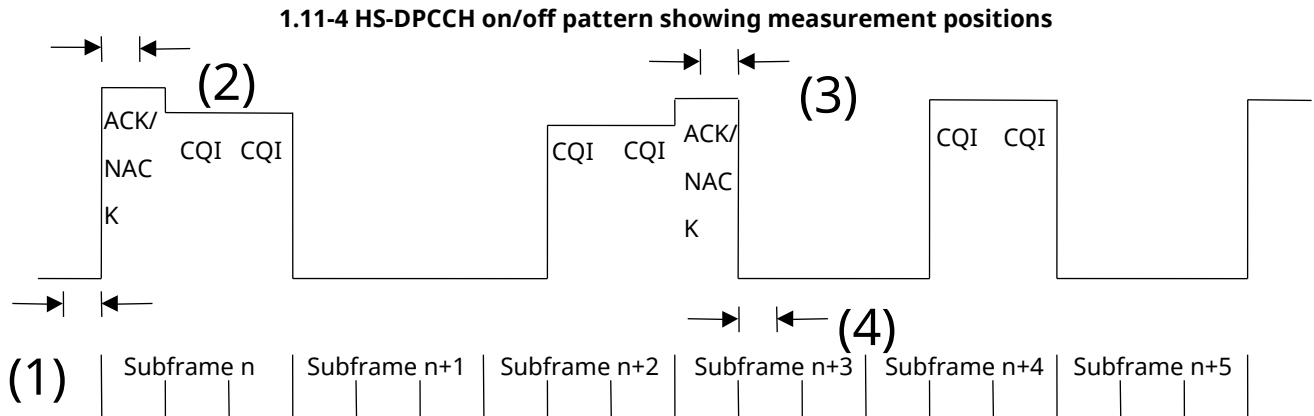 1.11-4 HS-DPCCH on/off pattern showing measurement positions
(2)
(3)
ACK/
NAC
K
CQI CQI
CQI CQI
ACK/
NAC
K
CQI CQI
(1)
(4)
Subframe n Subframe n+1 Subframe n+2 Subframe n+3 Subframe n+4 Subframe n+5